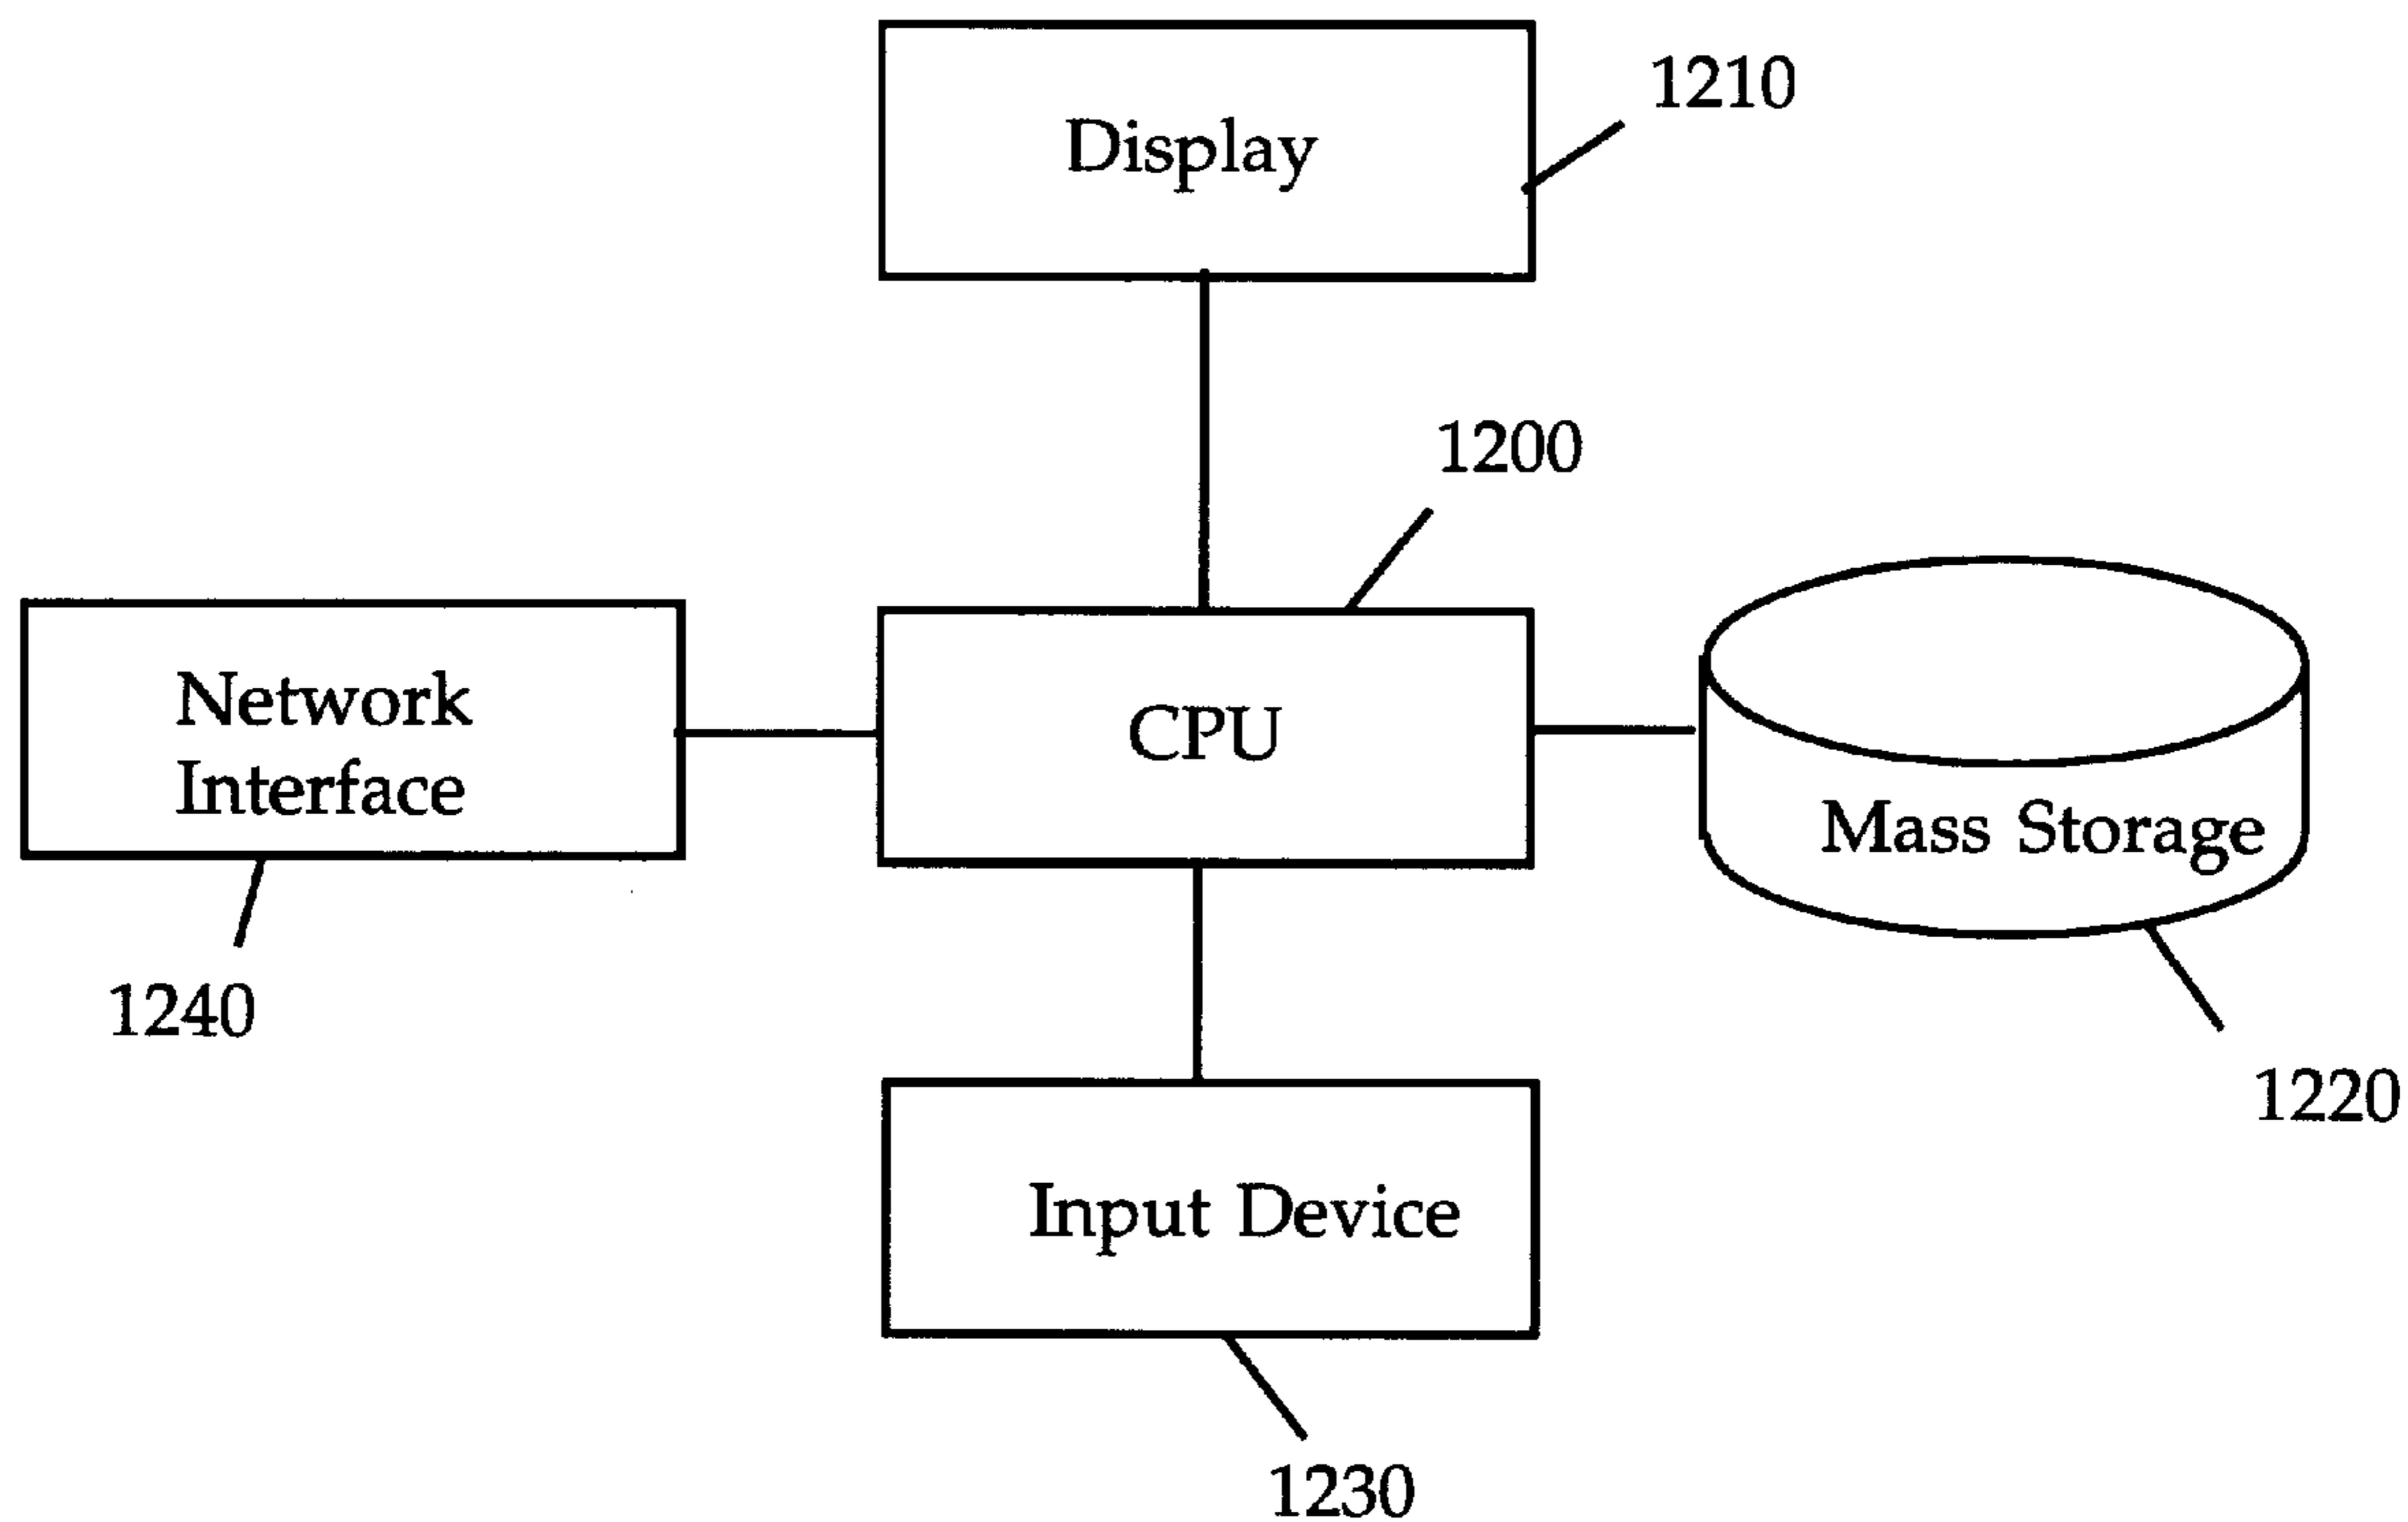 Display
1210
1200
Network
Interface
CPU
Mass Storage
1240
1220
Input Device
1230